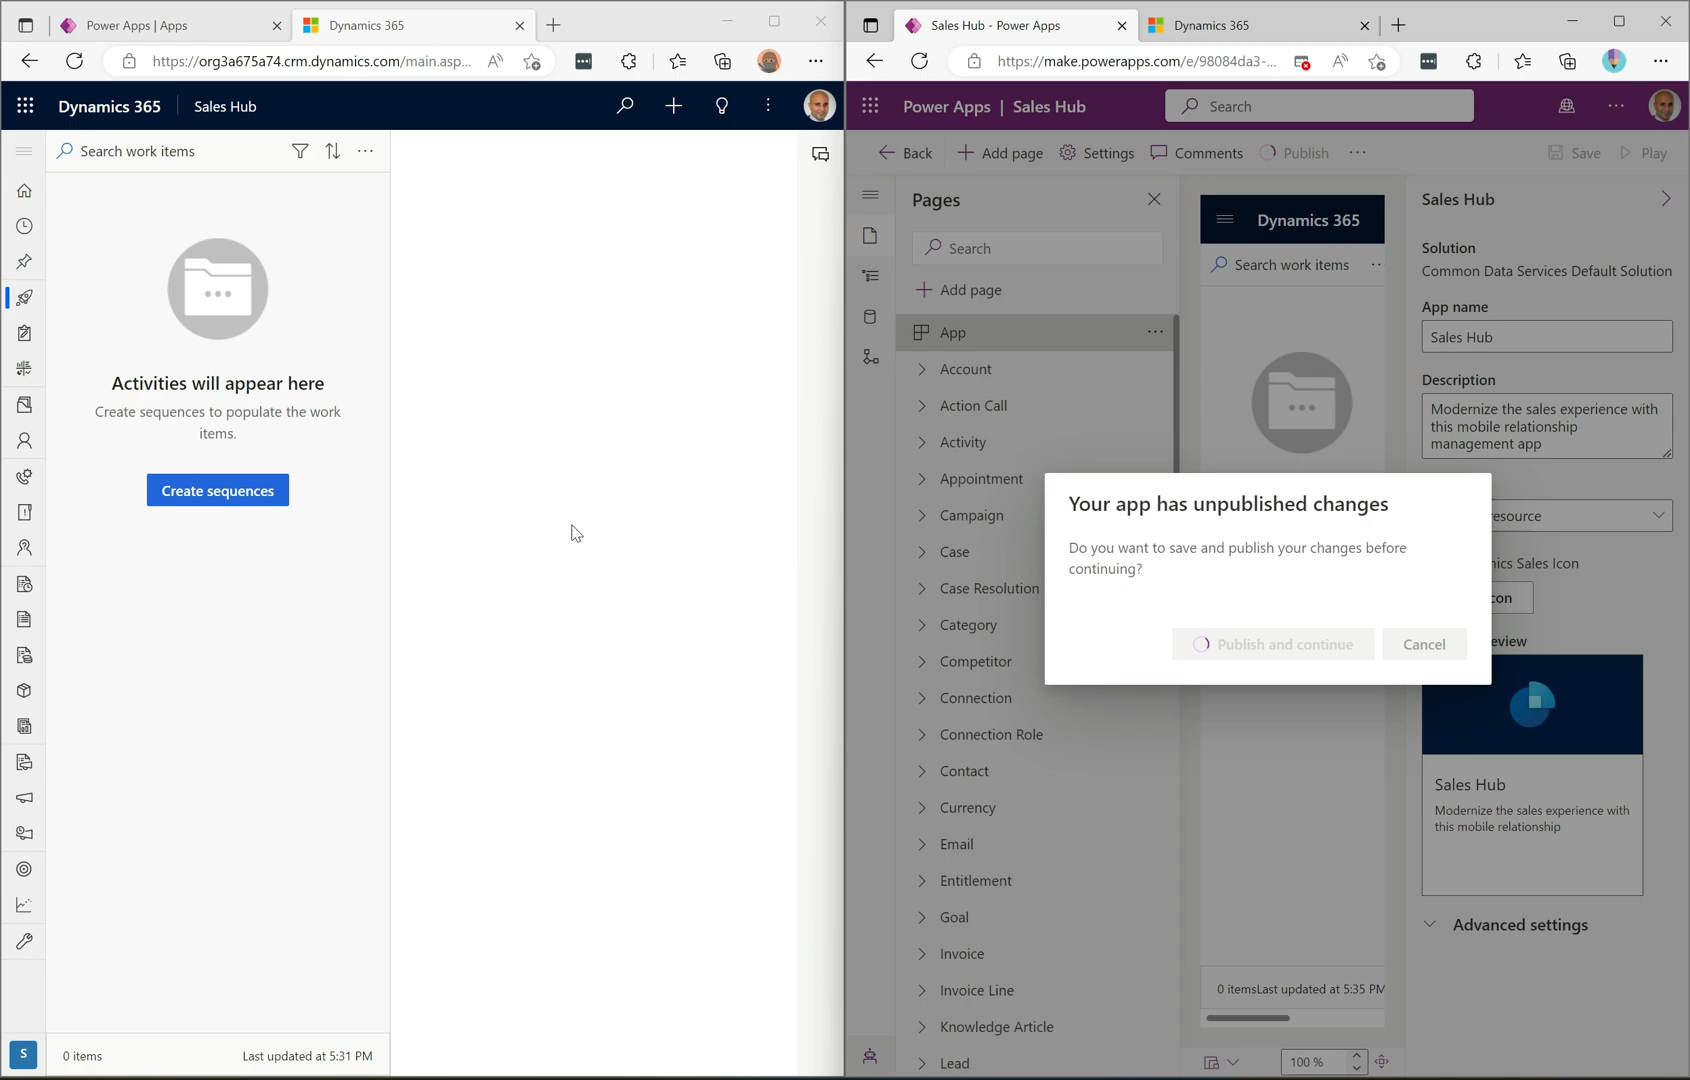 Power Apps | Apps
Dynamics 365
https://org3a675a74.crm.dynamics.com/main.asp...
Dynamics 365
Sales Hub
Search work items
Activities will appear here
Create sequences to populate the work
items.
Create sequences
S
0 items
Last updated at 5:31 PM
Sales Hub - Power Apps
Dynamics 365
https://make.powerapps.com/e/98084da3-...
Power Apps | Sales Hub
Search
Back
Add page
Settings
Comments
Publish
Save
Play
Pages
Search
Add page
App
Account
Action Call
Activity
Appointment
Campaign
Case
Case Resolution
Category
Competitor
Connection
Connection Role
Contact
Currency
Email
Entitlement
Goal
Invoice
Invoice Line
Knowledge Article
Lead
Dynamics 365
Search work items
0 itemsLast updated at 5:35 PM
100 %
Your app has unpublished changes
Do you want to save and publish your changes before
continuing?
Publish and continue
Cancel
Sales Hub
Solution
Common Data Services Default Solution
App name
Sales Hub
Description
Modernize the sales experience with
this mobile relationship
management app
esource
ics Sales Icon
con
eview
Sales Hub
Modernize the sales experience with
this mobile relationship
Advanced settings